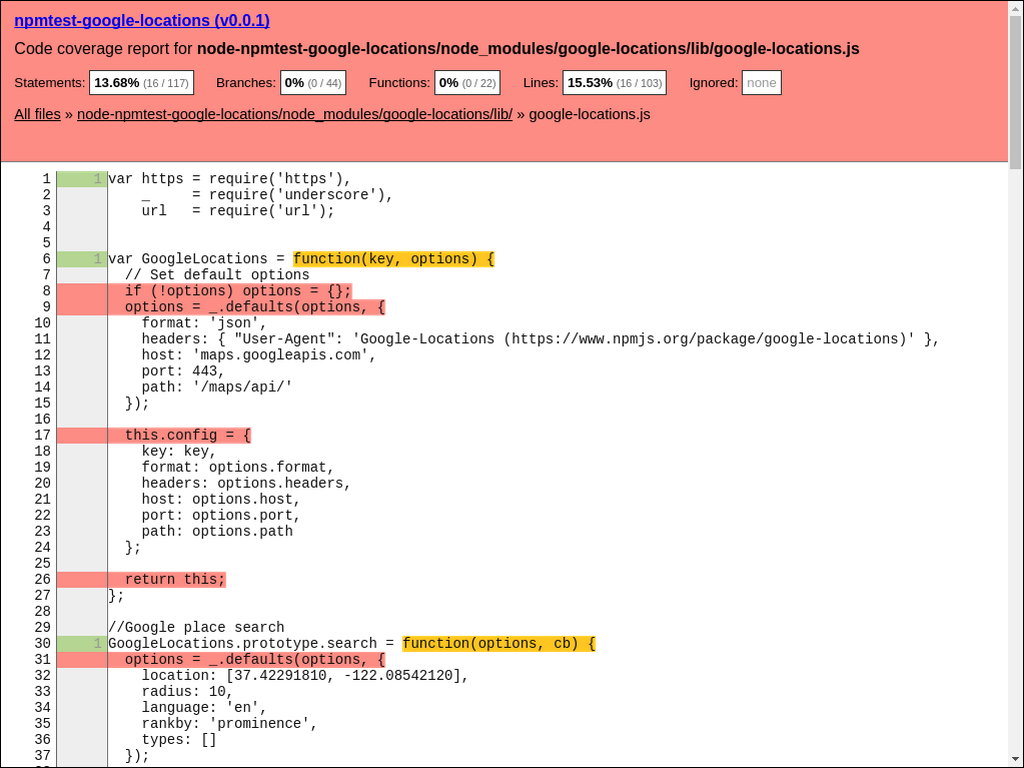 npmtest-google-locations (v0.0.1)
Code coverage report for node-npmtest-google-locations/node_modules/google-locations/lib/google-locations.js
Statements: 13.68% (16 / 117) Branches: 0% (0 / 44) Functions: 0% (0 / 22) Lines: 15.53% (16 / 103) Ignored: none
All files » node-npmtest-google-locations/node_modules/google-locations/lib/ » google-locations.js
1 1 var https = require('https'),
2 _ = require('underscore'),
3 url = require('url');
4
5
6 1 var GoogleLocations = function(key, options) {
7 // Set default options
8 if (!options) options = {};
9 options = _.defaults(options, {
10 format: 'json',
11 headers: { "User-Agent": 'Google-Locations (https://www.npmjs.org/package/google-locations)' },
12 host: 'maps.googleapis.com',
13 port: 443,
14 path: '/maps/api/'
15 });
16
17 this.config = {
18 key: key,
19 format: options.format,
20 headers: options.headers,
21 host: options.host,
22 port: options.port,
23 path: options.path
24 };
25
26 return this;
27 };
28
29 //Google place search
30 1 GoogleLocations.prototype.search = function(options, cb) {
31 options = _.defaults(options, {
32 location: [37.42291810, -122.08542120],
33 radius: 10,
34 language: 'en',
35 rankby: 'prominence',
36 types: []
37 });